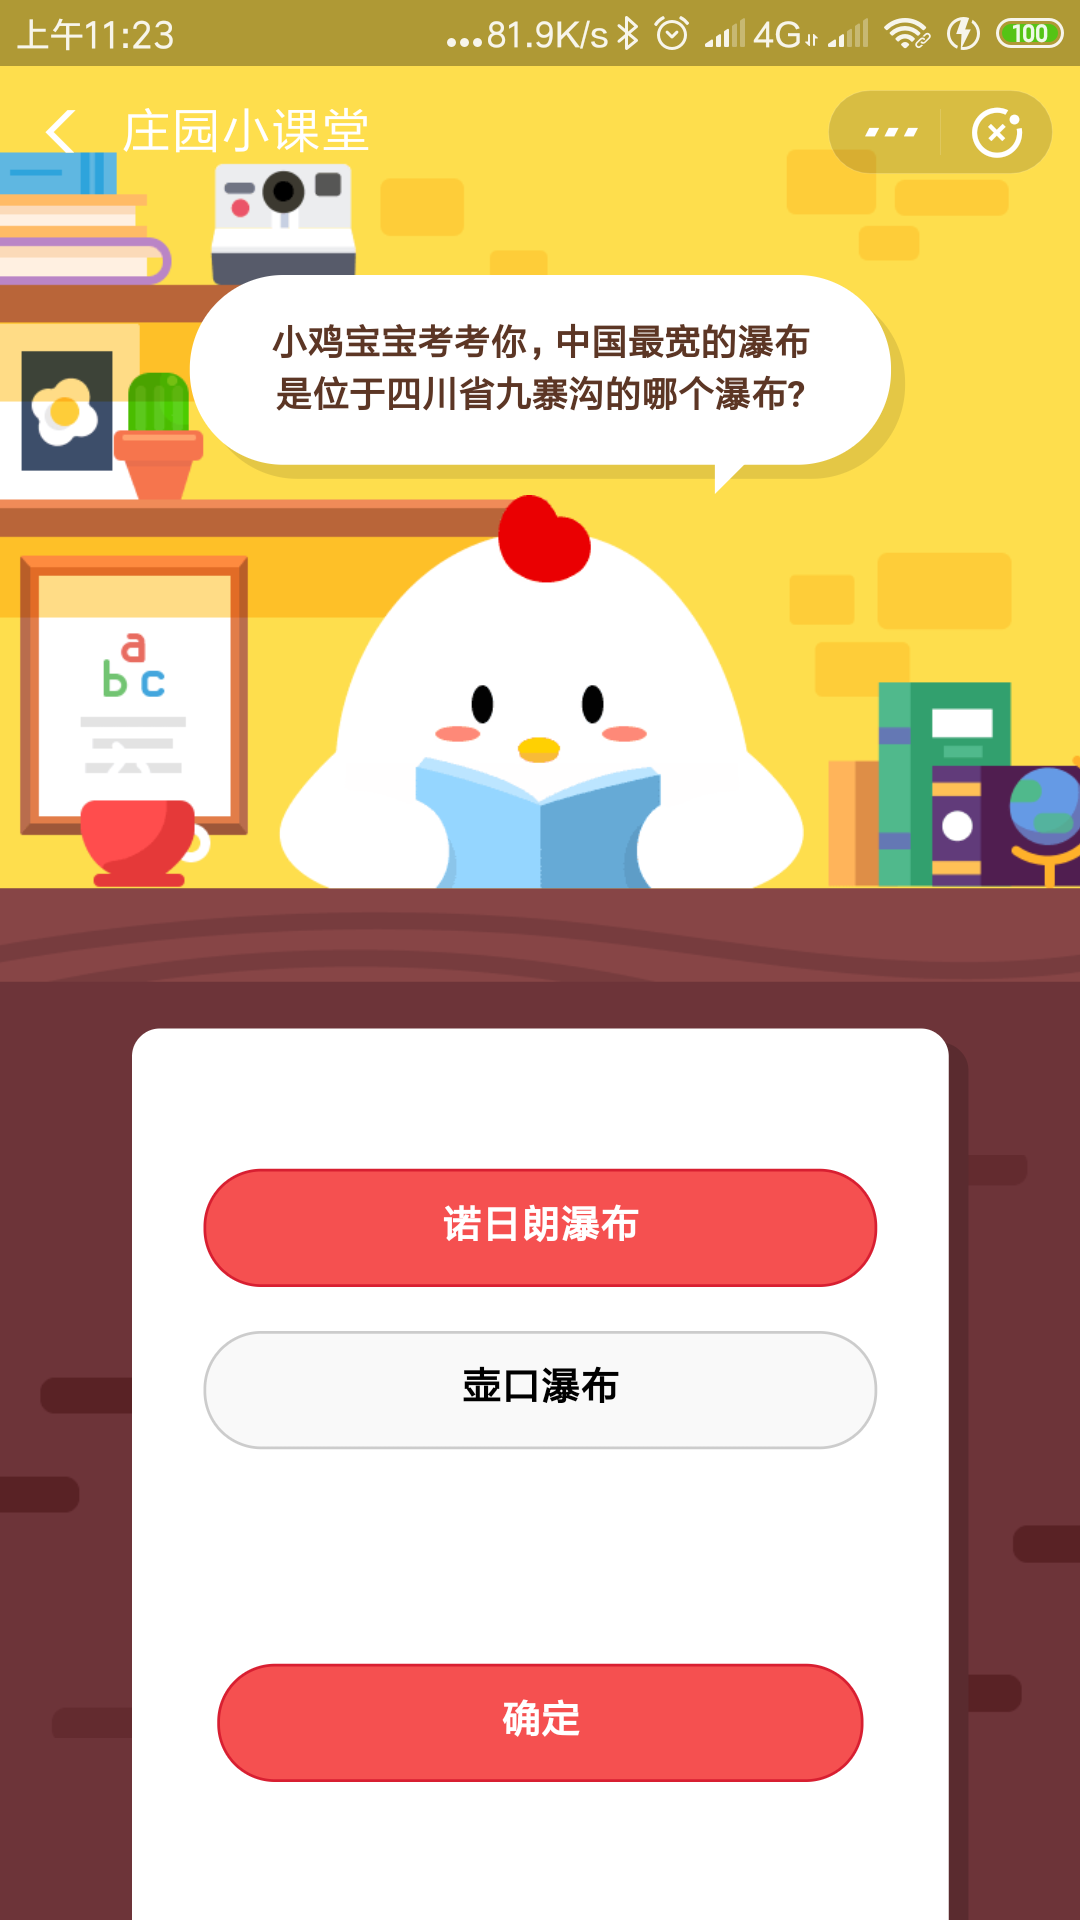 上午11:23
...81.9K/s 4G 100
庄园小课堂
小鸡宝宝考考你，中国最宽的瀑布
是位于四川省九寨沟的哪个瀑布?
a
b c
诺日朗瀑布
壶口瀑布
确定